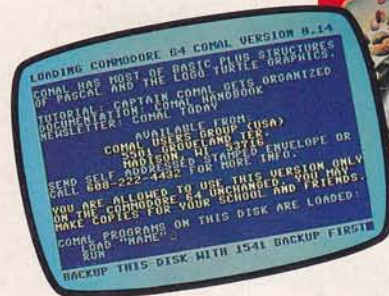 LOADING COMMODORE 64 COMAL VERSION 0.14
COMAL HAS MOST OF BASIC PLUS STRUCTURES
OF PASCAL AND THE LOGO TURTLE GRAPHICS.
TUTORIAL: CAPTAIN COMAL GETS ORGANIZED
DOCUMENTATION: COMAL HANDBOOK
NEWSLETTER: COMAL TODAY
AVAILABLE FROM:
COMAL USERS GROUP (USA)
5501 GROVELAND TER.
MADISON, WI 53716
SEND SELF ADDRESSED STAMPED ENVELOPE OR
CALL 608-222-4432 FOR MORE INFO.
YOU ARE ALLOWED TO USE THIS VERSION ONLY
ON THE COMMODORE 64 UNCHANGED. YOU MAY
MAKE COPIES FOR YOUR SCHOOL AND FRIENDS.
COMAL PROGRAMS ON THIS DISK ARE LOADED:
LOAD "NAME"
RUN
BACKUP THIS DISK WITH 1541 BACKUP FIRST